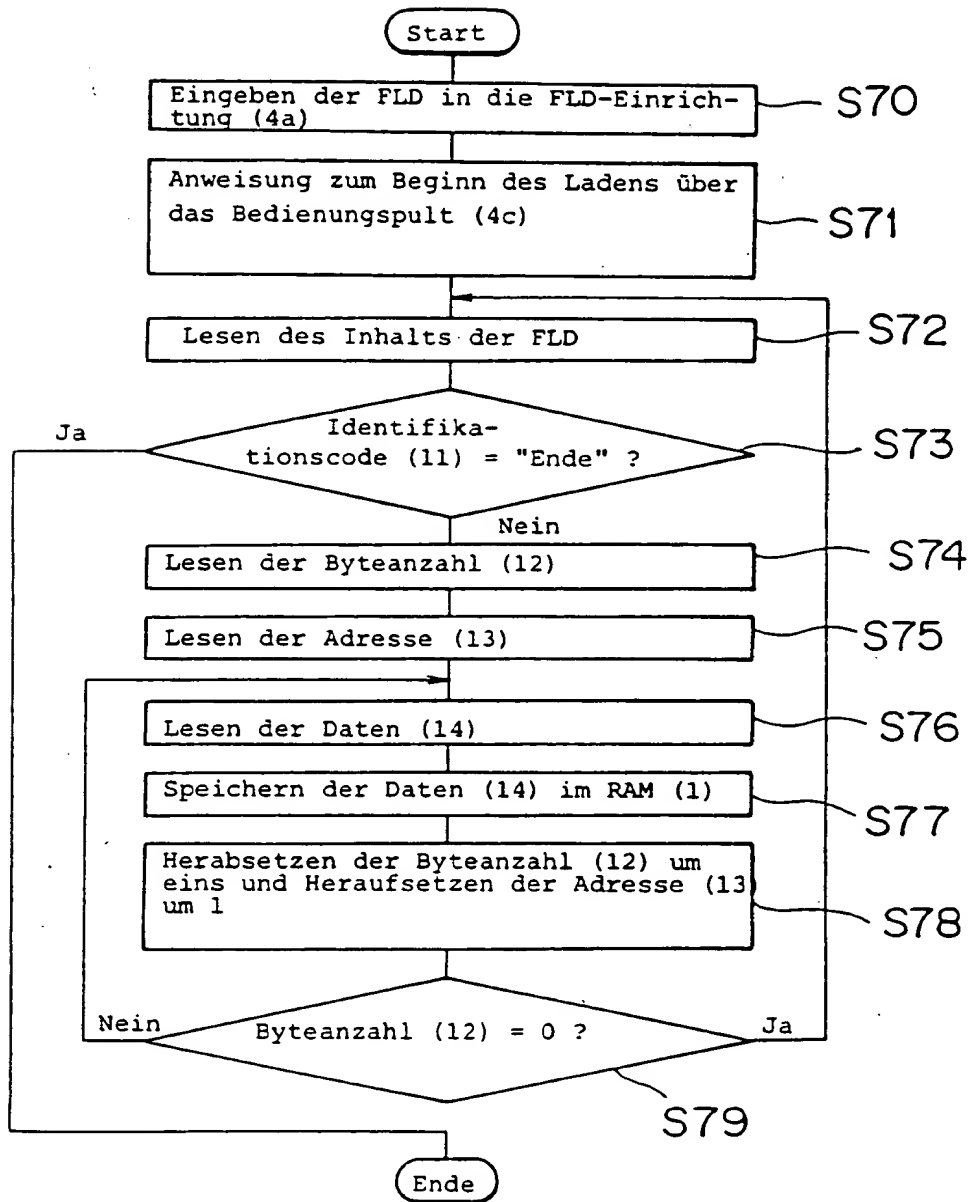 Start
Eingeben der FLD in die FLD-Einrich-
tung (4a)
S70
Anweisung zum Beginn des Ladens über
das Bedienungspult (4c)
S71
Lesen des Inhalts der FLD
S72
Ja
Identifika-
tionscode (11) = "Ende" ?
S73
Nein
Lesen der Byteanzahl (12)
S74
Lesen der Adresse (13)
S75
Lesen der Daten (14)
S76
Speichern der Daten (14) im RAM (1)
S77
Herabsetzen der Byteanzahl (12) um
eins und Heraufsetzen der Adresse (13)
um 1
S78
Nein
Byteanzahl (12) = 0 ?
Ja
S79
Ende